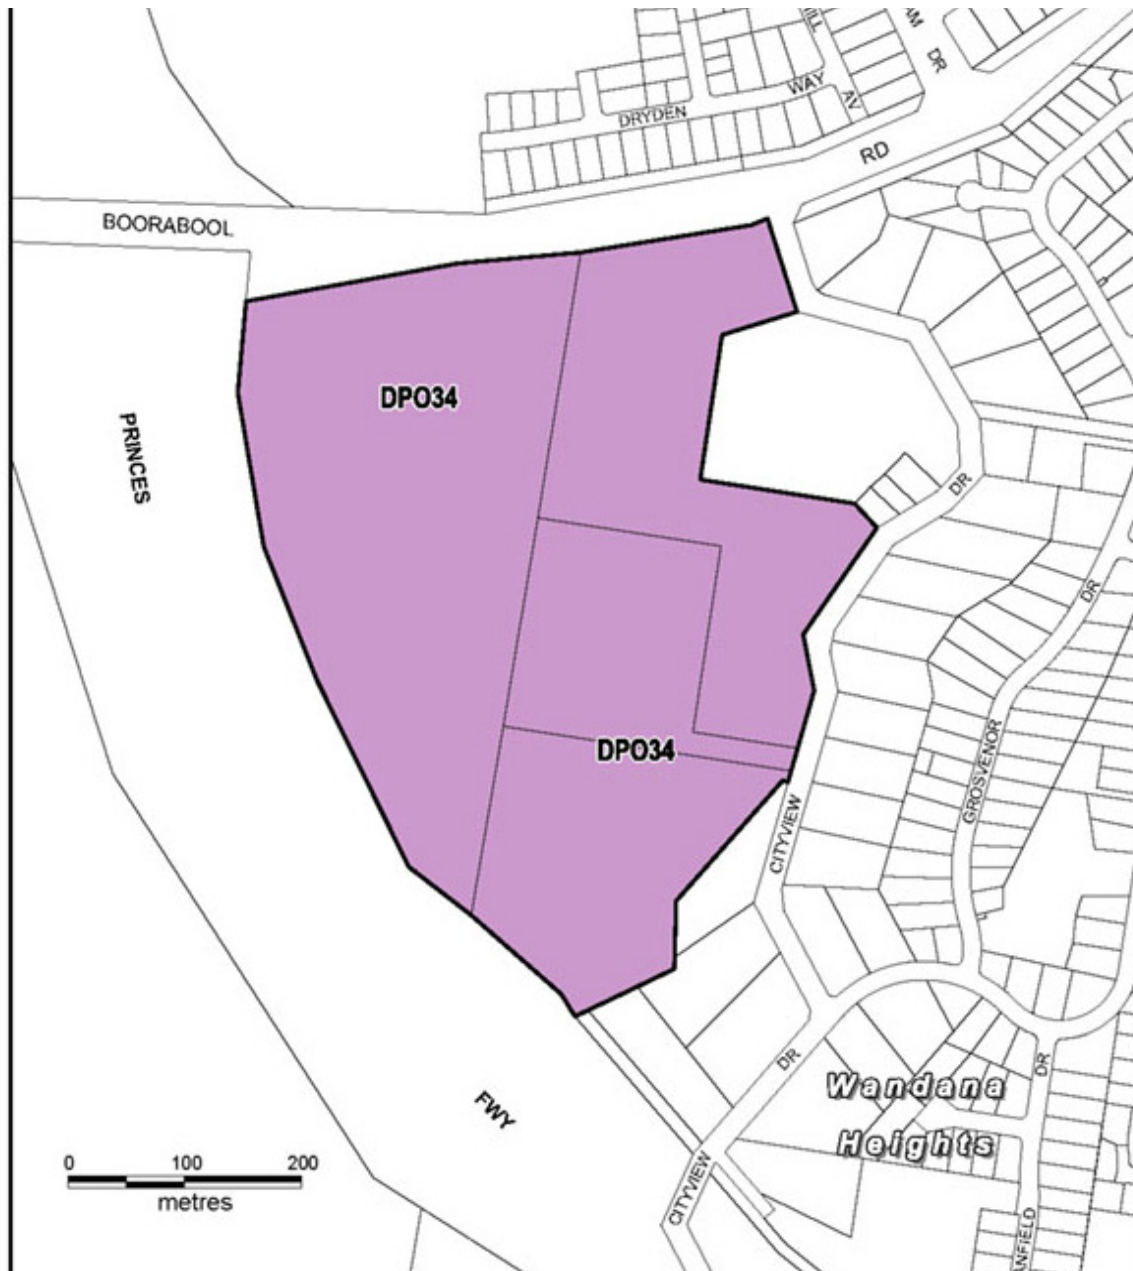 DR
WAY
AV
DRYDEN
RD
BOORABOOL
DPO34
PRINCES
DR
DR
GROSVENOR
DPO34
CITYVIEW
DR
DR
Wandana
Heights
FWY
0 100 200
metres
CITYVIEW